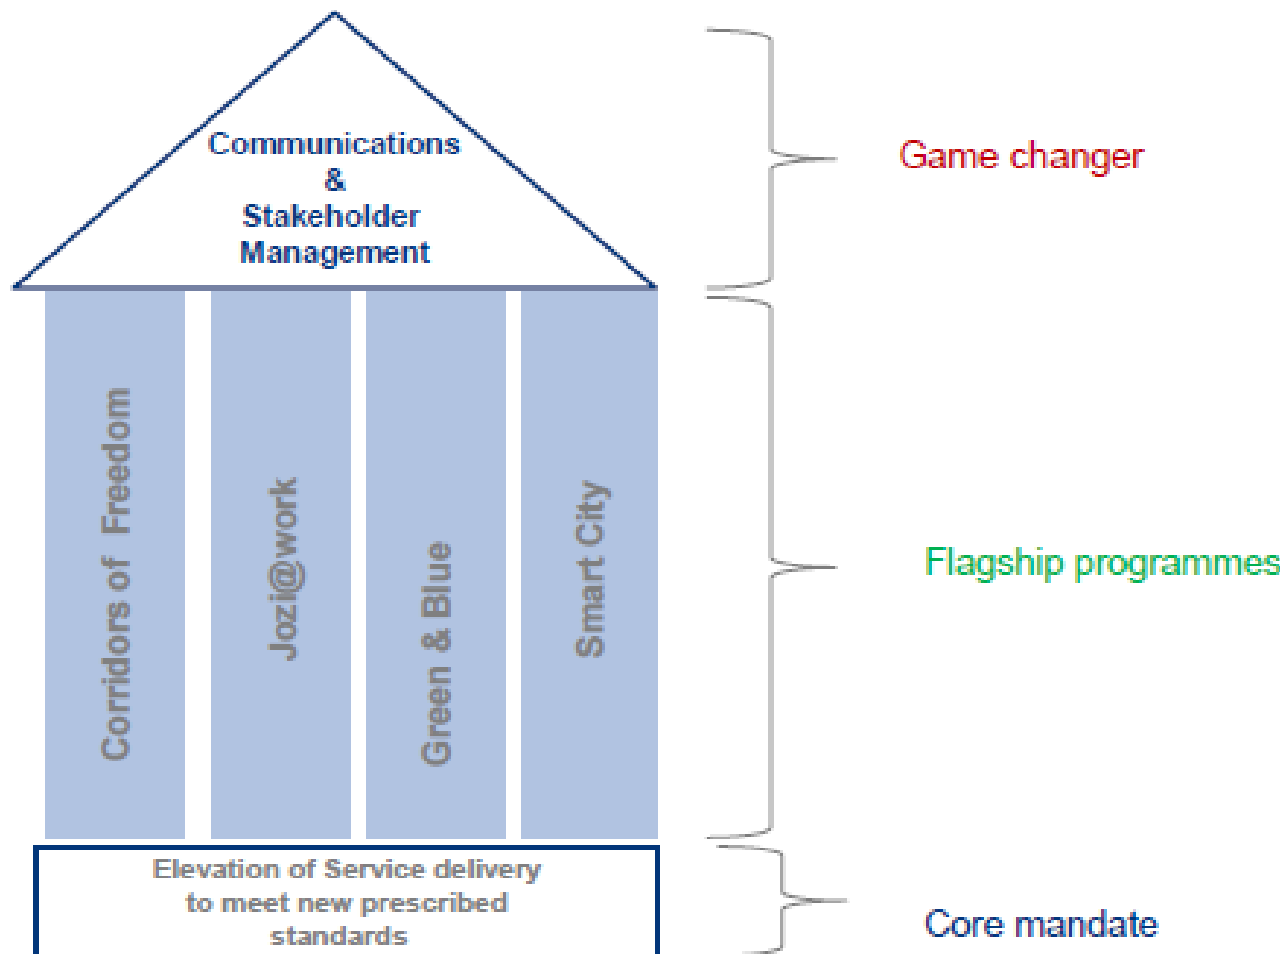 Communications
&
Stakeholder
Management
Game changer
Corridors of Freedom
Jozi@work
Green & Blue
Smart City
Flagship programmes
Elevation of Service delivery
to meet new prescribed
standards
Core mandate